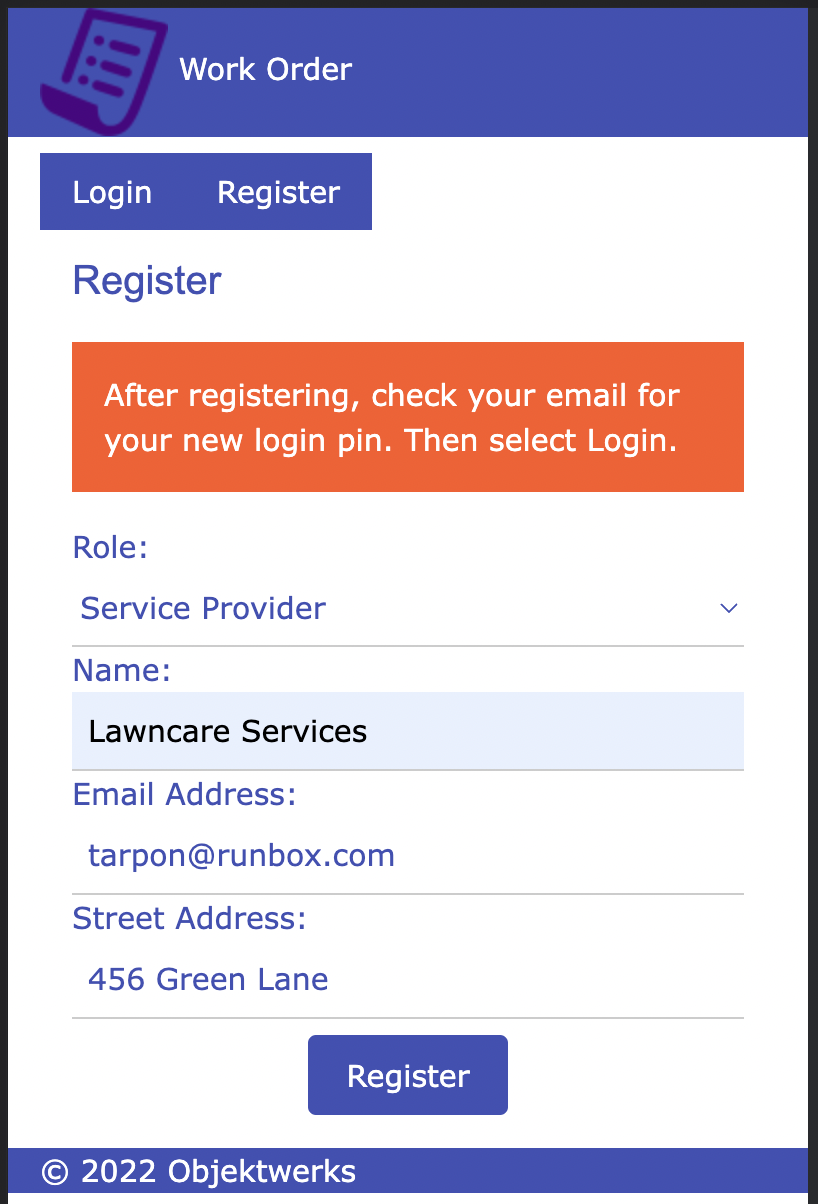 Work Order
Login Register
Register
After registering, check your email for
your new login pin. Then select Login.
Role:
Service Provider
Name:
Lawncare Services
Email Address:
tarpon@runbox.com
Street Address:
456 Green Lane
Register
© 2022 Objektwerks